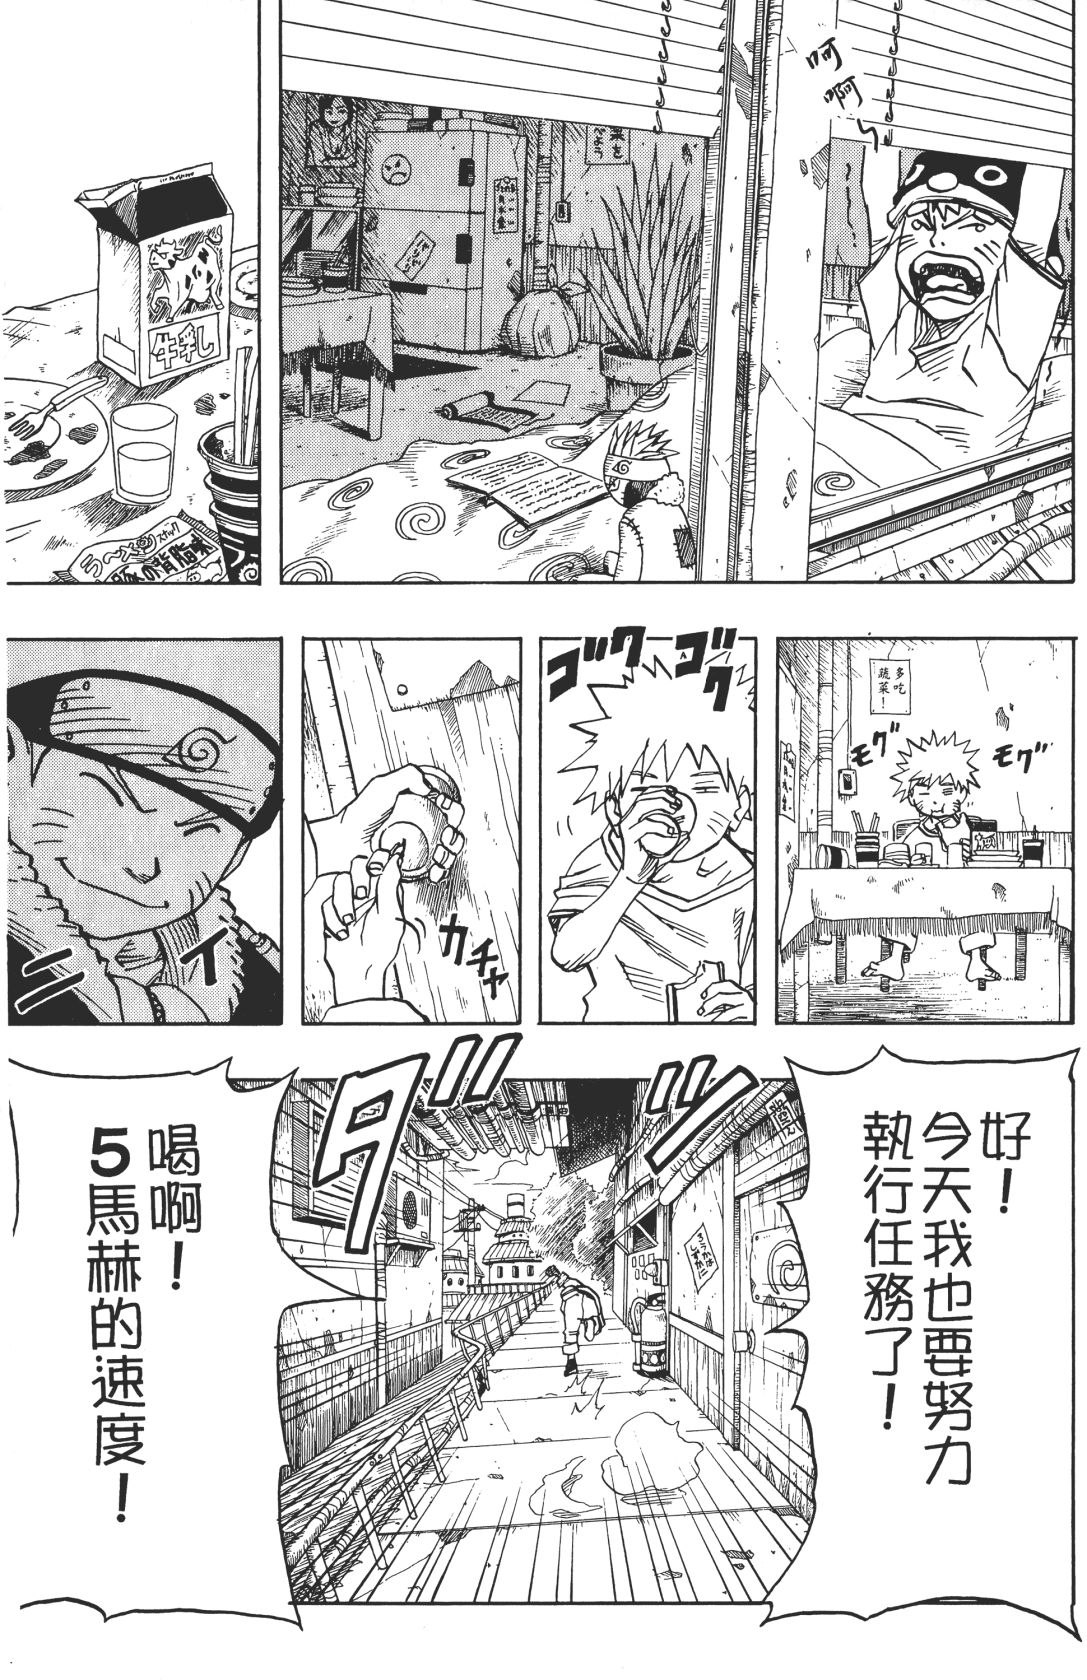 呵
啊
牛乳
多吃
蔬菜！
モグ
モグ
ゴク
ゴク
カチャ
ニイ
好！
今天我也要努力
執行任務了！
ダッ
喝啊！
5馬赫的速度！